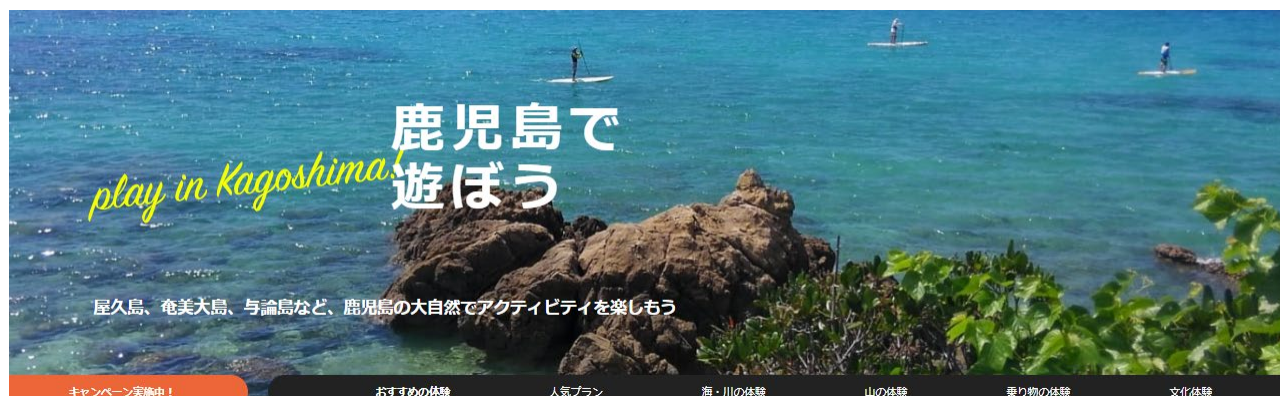 鹿児島で
遊ぼう
play in Kagoshima!
屋久島、奄美大島、与論島など、鹿児島の大自然でアクティビティを楽しもう
キャンペーン実施中！
おすすめの体験
人気プラン
海・川の体験
山の体験
乗り物の体験
文化体験